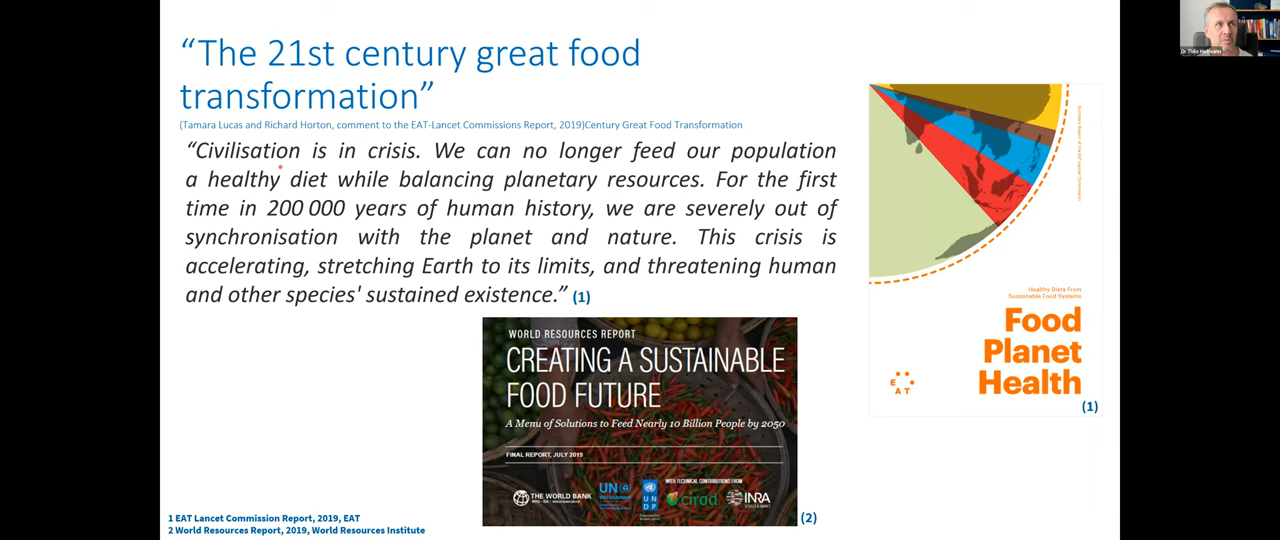 “The 21st century great food
transformation”
(Tamara Lucas and Richard Horton, comment to the EAT-Lancet Commissions Report, 2019)Century Great Food Transformation
“Civilisation is in crisis. We can no longer feed our population
a healthy diet while balancing planetary resources. For the first
time in 200 000 years of human history, we are severely out of
synchronisation with the planet and nature. This crisis is
accelerating, stretching Earth to its limits, and threatening human
and other species' sustained existence.” (1)
Healthy Diets From
Sustainable Food Systems
Food
Planet
Health
EAT
(1)
WORLD RESOURCES REPORT
CREATING A SUSTAINABLE
FOOD FUTURE
A Menu of Solutions to Feed Nearly 10 Billion People by 2050
FINAL REPORT, JULY 2019
WITH TECHNICAL CONTRIBUTIONS FROM
THE WORLD BANK
UN
UNDP
cirad
INRA
(2)
1 EAT Lancet Commission Report, 2019, EAT
2 World Resources Report, 2019, World Resources Institute